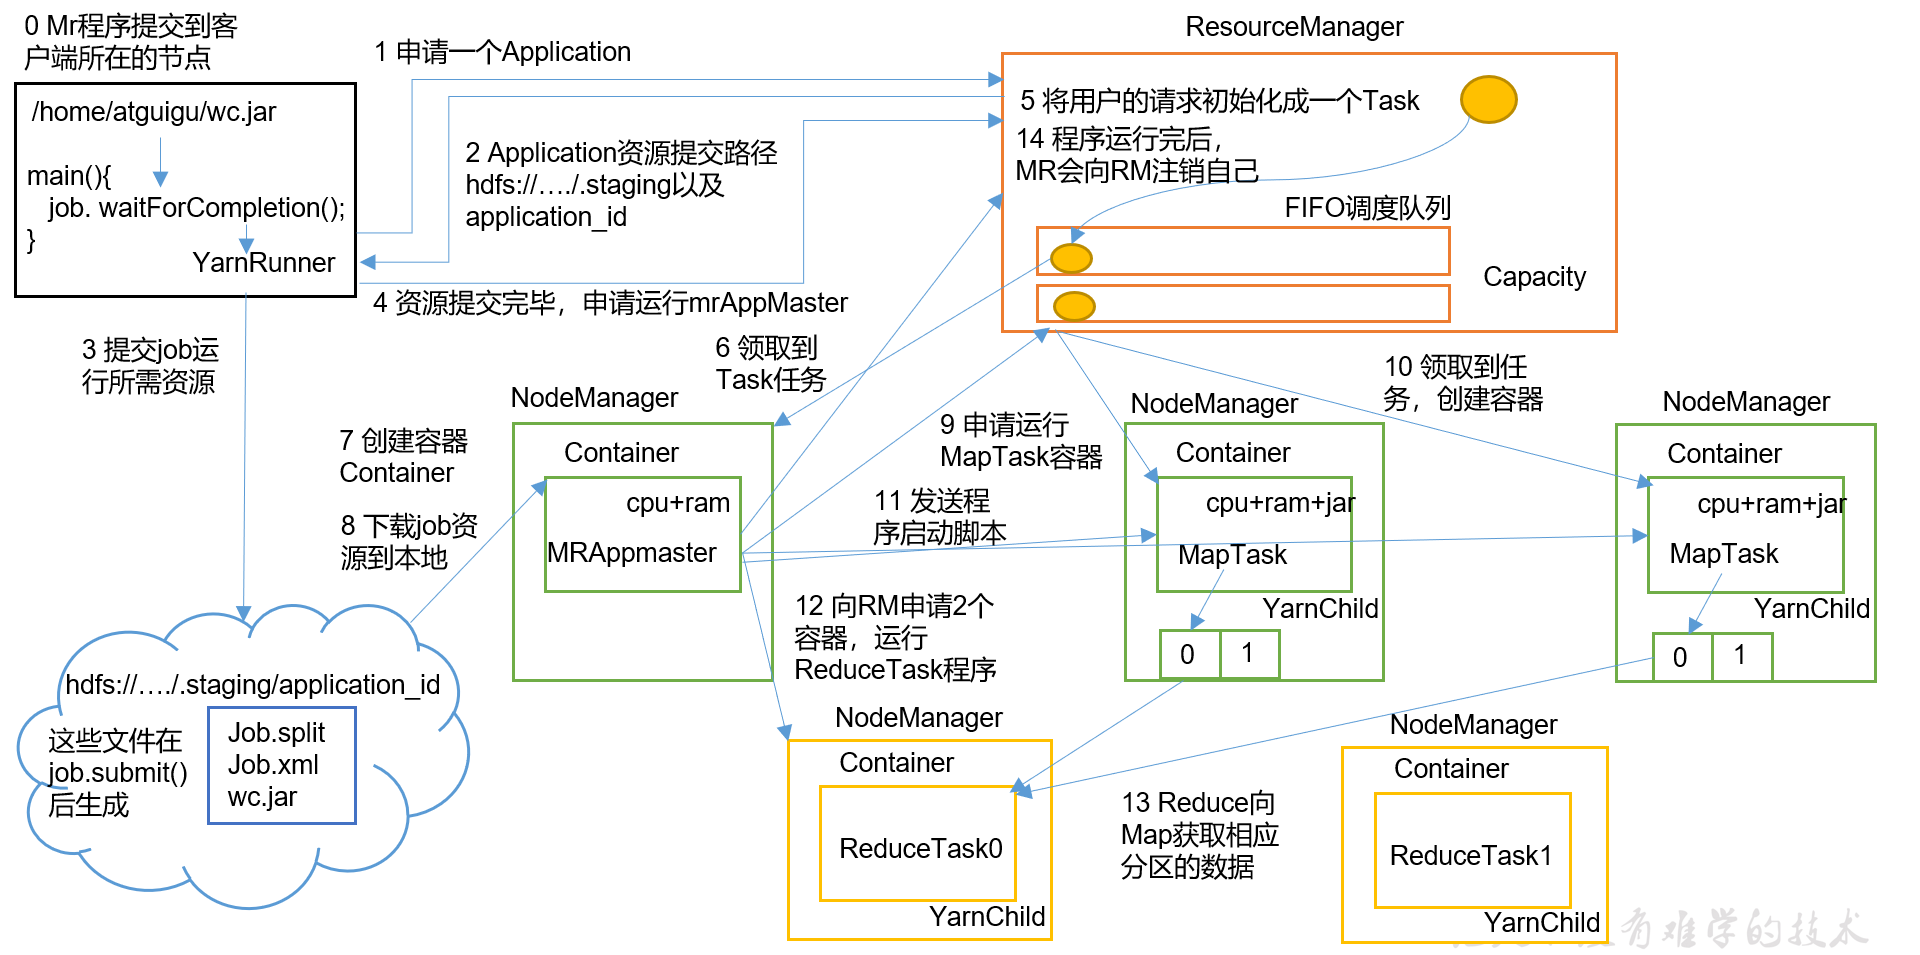 0 Mr程序提交到客
户端所在的节点
/home/atguigu/wc.jar
main(){
job. waitForCompletion();
}
YarnRunner
1 申请一个Application
2 Application资源提交路径
hdfs://…./.staging以及
application_id
4 资源提交完毕，申请运行mrAppMaster
3 提交job运
行所需资源
ResourceManager
5 将用户的请求初始化成一个Task
14 程序运行完后，
MR会向RM注销自己
FIFO调度队列
Capacity
6 领取到
Task任务
NodeManager
7 创建容器
Container
8 下载job资
源到本地
Container
cpu+ram
MRAppmaster
9 申请运行
MapTask容器
11 发送程
序启动脚本
10 领取到任
务，创建容器
NodeManager
Container
cpu+ram+jar
MapTask
YarnChild
0
1
NodeManager
Container
cpu+ram+jar
MapTask
YarnChild
0
1
12 向RM申请2个
容器，运行
ReduceTask程序
hdfs://…./.staging/application_id
这些文件在
job.submit()
后生成
Job.split
Job.xml
wc.jar
NodeManager
Container
ReduceTask0
YarnChild
13 Reduce向
Map获取相应
分区的数据
NodeManager
Container
ReduceTask1
YarnChild
有难学的技术